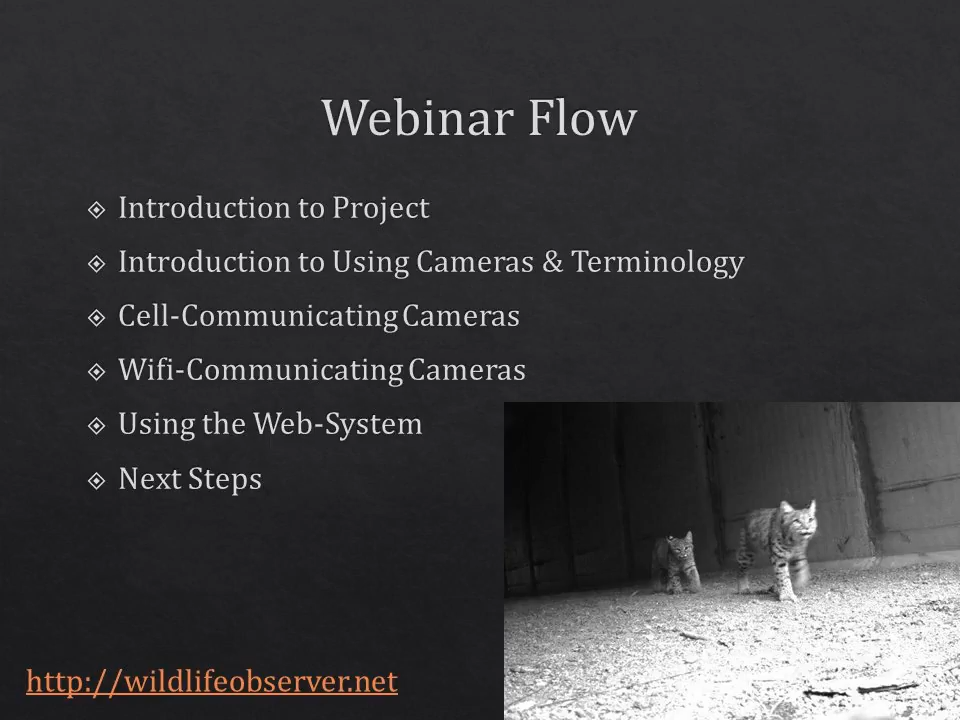 Webinar Flow
Introduction to Project
Introduction to Using Cameras & Terminology
Cell-Communicating Cameras
Wifi-Communicating Cameras
Using the Web-System
Next Steps
http://wildlifeobserver.net